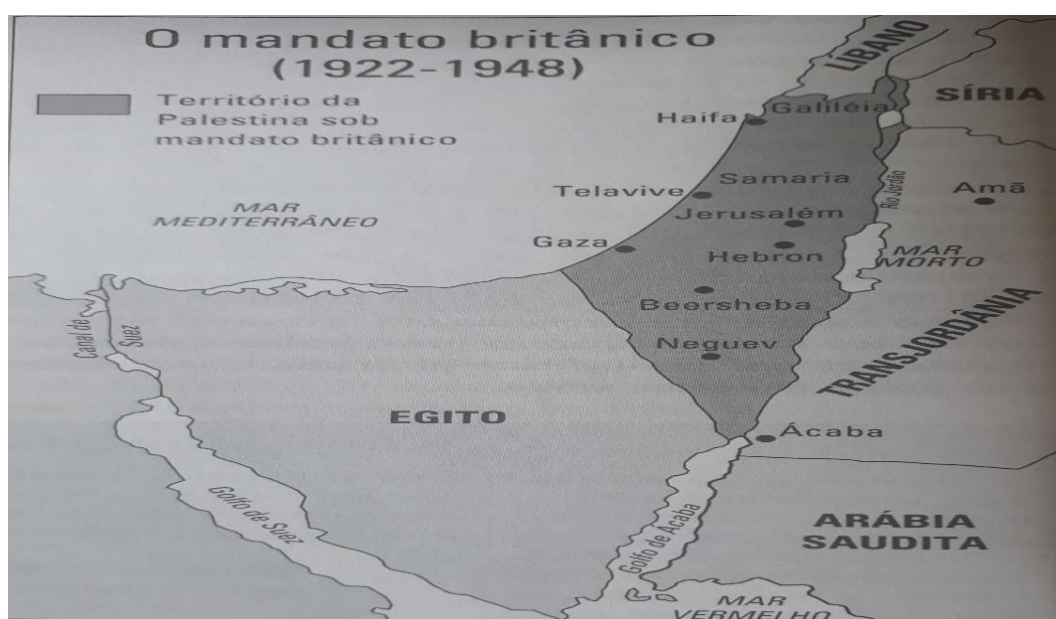 O mandato britânico
(1922-1948)
Território da
Palestina sob
mandato britânico
LÍBANO
SÍRIA
Galiléia
Haifa
Samaria
Telavive
Rio Jordão
Amã
MAR
MEDITERRÂNEO
Jerusalém
Gaza
Hebron
MAR
MORTO
Beersheba
Canal de
Suez
Neguev
TRANSJORDÂNIA
EGITO
Ácaba
Golfo de Suez
Golfo de Acaba
ARÁBIA
SAUDITA
MAR
VERMELHO